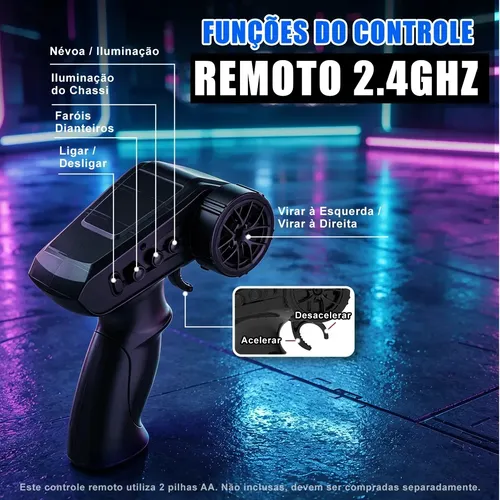 FUNÇÕES DO CONTROLE
REMOTO 2.4GHZ
Névoa / Iluminação
Iluminação
do Chassi
Faróis
Dianteiros
Ligar /
Desligar
Virar à Esquerda /
Virar à Direita
Desacelerar
Acelerar
Este controle remoto utiliza 2 pilhas AA. Não inclusas, devem ser compradas separadamente.